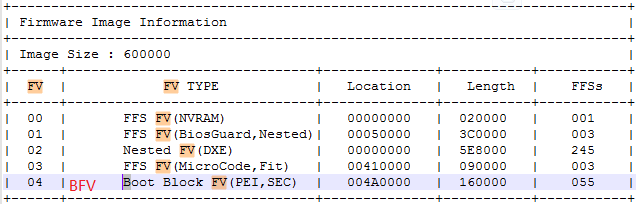 +------------------------------------------------------------------------------+
| Firmware Image Information |
+------------------------------------------------------------------------------+
| Image Size : 600000 |
+------+-------------------------------+---------------+-------------+---------+
| FV | FV TYPE | Location | Length | FFSs |
+------+-------------------------------+---------------+-------------+---------+
| 00 | FFS FV(NVRAM) | 00000000 | 020000 | 001 |
| 01 | FFS FV(BiosGuard,Nested) | 00050000 | 3C0000 | 003 |
| 02 | Nested FV(DXE) | 00000000 | 5E8000 | 245 |
| 03 | FFS FV(MicroCode,Fit) | 00410000 | 090000 | 003 |
| 04 | BFV Boot Block FV(PEI,SEC) | 004A0000 | 160000 | 055 |
+------+-------------------------------+---------------+-------------+---------+